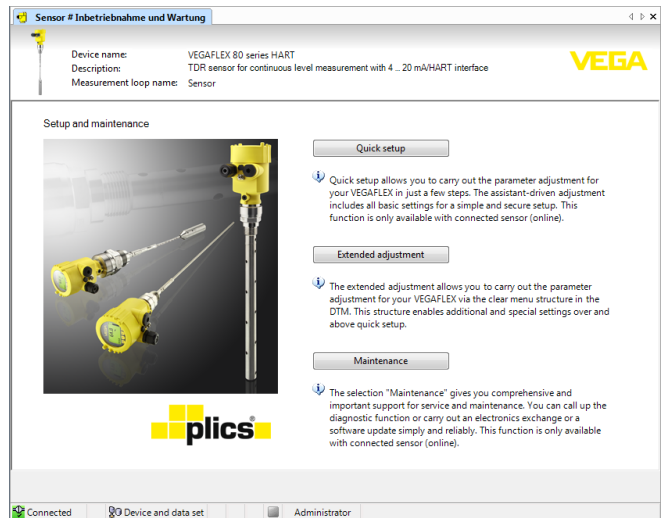 Sensor # Inbetriebnahme und Wartung
Device name: VEGAFLEX 80 series HART
Description: TDR sensor for continuous level measurement with 4 .. 20 mA/HART interface
Measurement loop name: Sensor
VEGA
Setup and maintenance
Quick setup
Quick setup allows you to carry out the parameter adjustment for
your VEGAFLEX in just a few steps. The assistant-driven adjustment
includes all basic settings for a simple and secure setup. This
function is only available with connected sensor (online).
Extended adjustment
The extended adjustment allows you to carry out the parameter
adjustment for your VEGAFLEX via the clear menu structure in the
DTM. This structure enables additional and special settings over and
above quick setup.
Maintenance
The selection "Maintenance" gives you comprehensive and
important support for service and maintenance. You can call up the
diagnostic function or carry out an electronics exchange or a
software update simply and reliably. This function is only available
with connected sensor (online).
plics®
Connected Device and data set Administrator